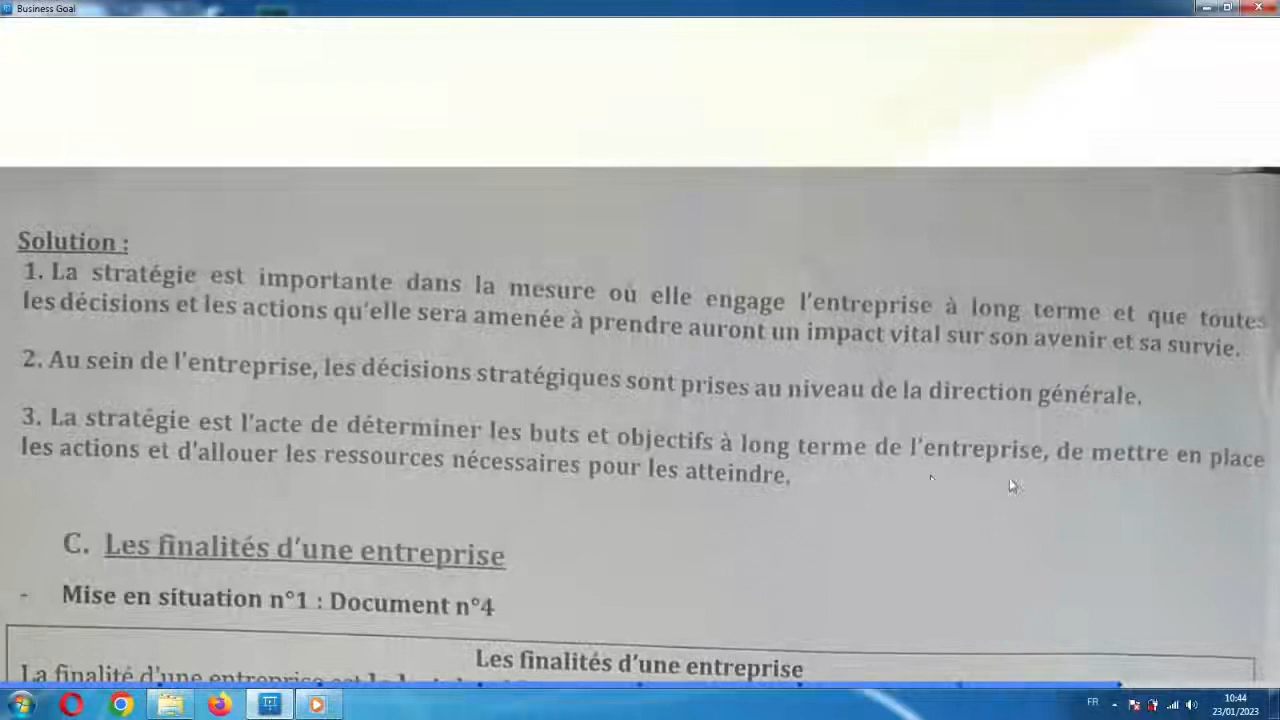 Business Goal
Solution :
1. La stratégie est importante dans la mesure où elle engage l'entreprise à long terme et que toutes
les décisions et les actions qu'elle sera amenée à prendre auront un impact vital sur son avenir et sa survie.
2. Au sein de l'entreprise, les décisions stratégiques sont prises au niveau de la direction générale.
3. La stratégie est l'acte de déterminer les buts et objectifs à long terme de l'entreprise, de mettre en place
les actions et d'allouer les ressources nécessaires pour les atteindre.
C. Les finalités d'une entreprise
- Mise en situation n°1 : Document n°4
Les finalités d'une entreprise
La finalité d'une entreprise est
FR
10:44
23/01/2023